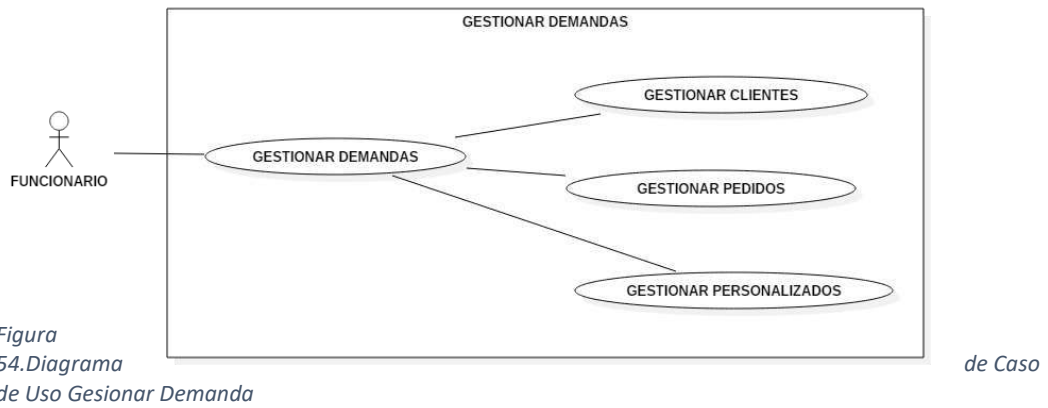 GESTIONAR DEMANDAS
GESTIONAR CLIENTES
GESTIONAR DEMANDAS
FUNCIONARIO
GESTIONAR PEDIDOS
GESTIONAR PERSONALIZADOS
Figura
54.Diagrama de Caso
de Uso Gesionar Demanda